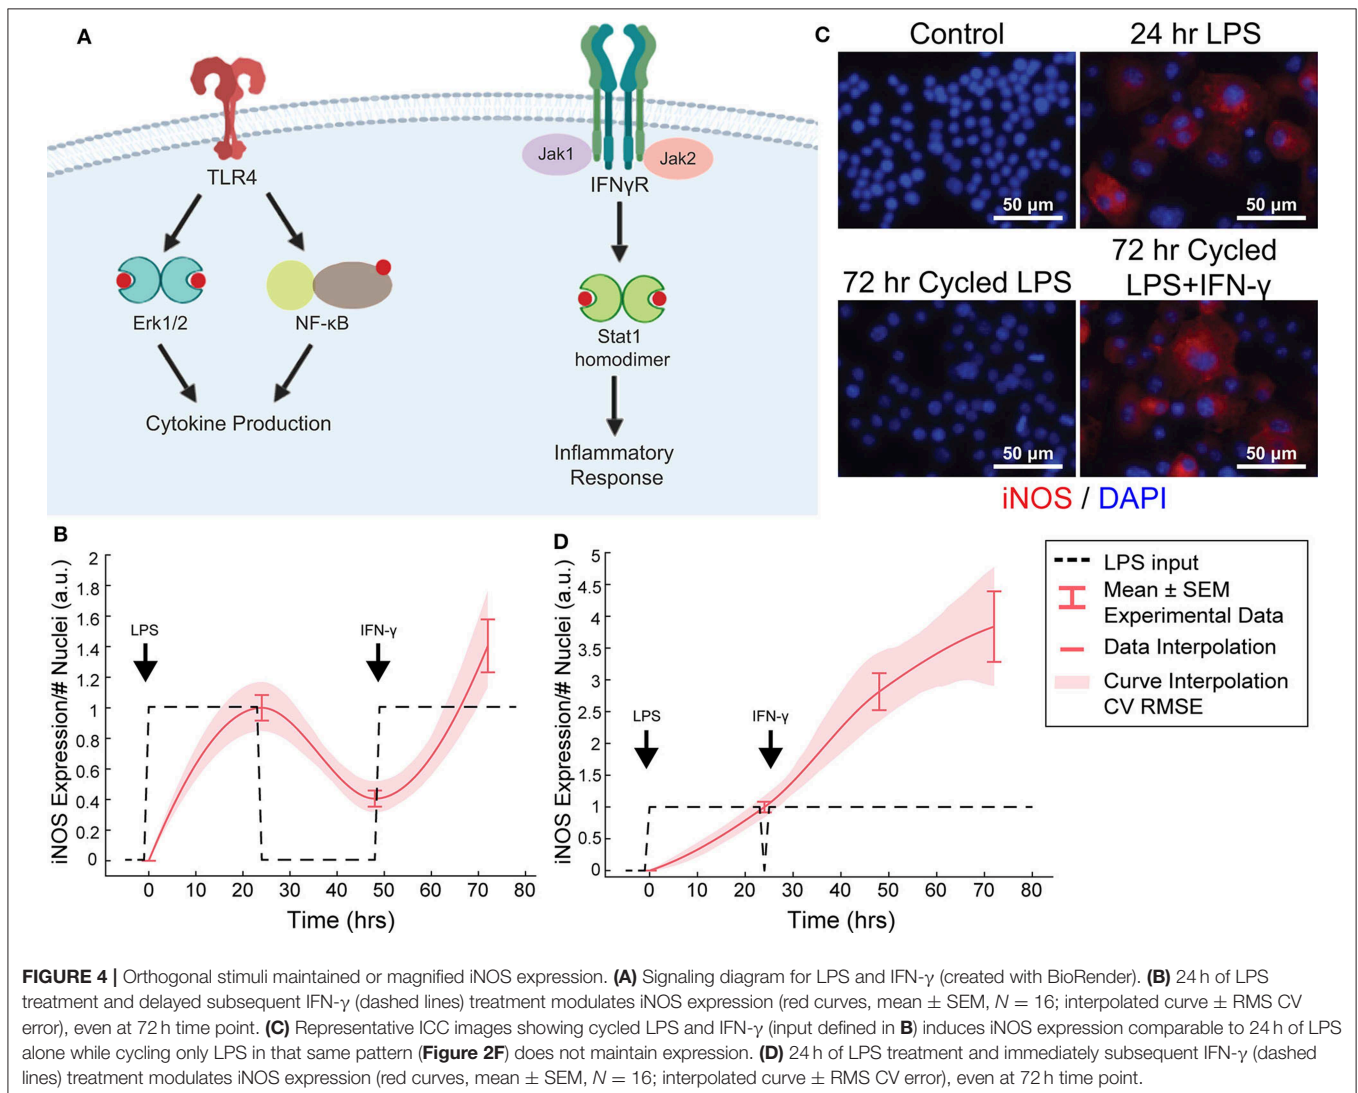 A
TLR4
Erk1/2
NF-κB
Cytokine Production
Jak1
Jak2
IFNγR
Stat1
homodimer
Inflammatory
Response
C
Control
24 hr LPS
50 µm
50 µm
72 hr Cycled LPS
72 hr Cycled
LPS+IFN-γ
50 µm
50 µm
iNOS / DAPI
B
iNOS Expression/# Nuclei (a.u.)
2
1.8
1.6
1.4
1.2
1
0.8
0.6
0.4
0.2
0
LPS
IFN-γ
0 10 20 30 40 50 60 70 80
Time (hrs)
D
iNOS Expression/# Nuclei (a.u.)
5
4.5
4
3.5
3
2.5
2
1.5
1
0.5
0
LPS
IFN-γ
0 10 20 30 40 50 60 70 80
Time (hrs)
LPS input
Mean ± SEM
Experimental Data
Data Interpolation
Curve Interpolation
CV RMSE
FIGURE 4 | Orthogonal stimuli maintained or magnified iNOS expression. (A) Signaling diagram for LPS and IFN-γ (created with BioRender). (B) 24 h of LPS
treatment and delayed subsequent IFN-γ (dashed lines) treatment modulates iNOS expression (red curves, mean ± SEM, N = 16; interpolated curve ± RMS CV
error), even at 72 h time point. (C) Representative ICC images showing cycled LPS and IFN-γ (input defined in B) induces iNOS expression comparable to 24 h of LPS
alone while cycling only LPS in that same pattern (Figure 2F) does not maintain expression. (D) 24 h of LPS treatment and immediately subsequent IFN-γ (dashed
lines) treatment modulates iNOS expression (red curves, mean ± SEM, N = 16; interpolated curve ± RMS CV error), even at 72 h time point.